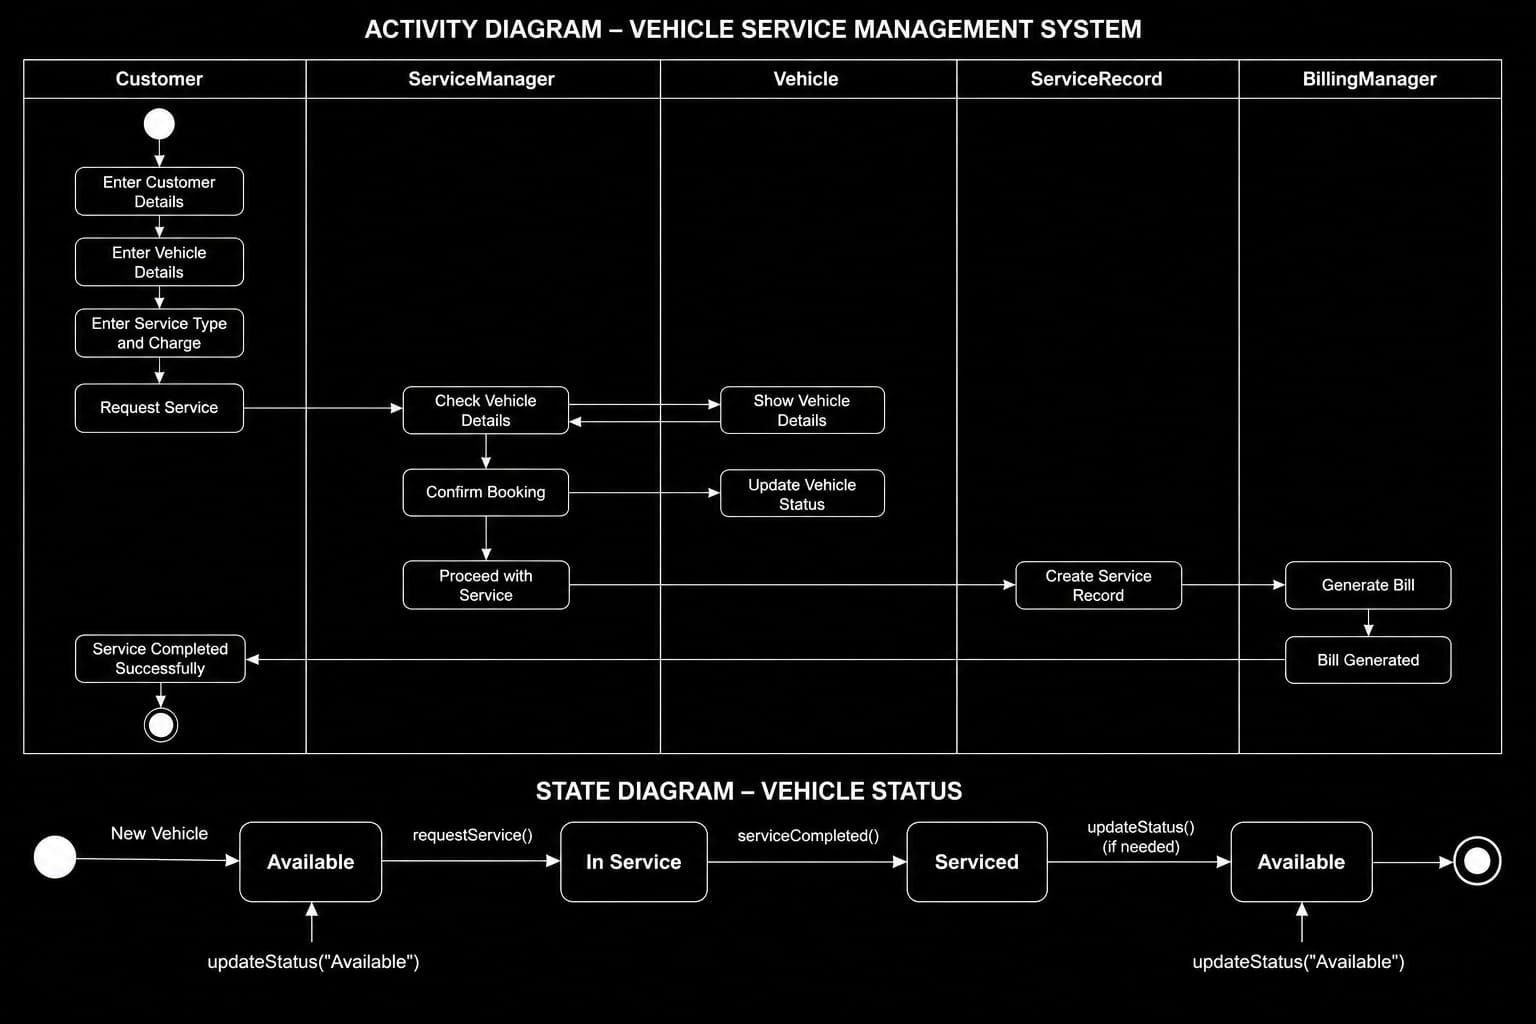 ACTIVITY DIAGRAM – VEHICLE SERVICE MANAGEMENT SYSTEM
Customer
ServiceManager
Vehicle
ServiceRecord
BillingManager
Enter Customer
Details
Enter Vehicle
Details
Enter Service Type
and Charge
Request Service
Check Vehicle
Details
Show Vehicle
Details
Confirm Booking
Update Vehicle
Status
Proceed with
Service
Create Service
Record
Generate Bill
Service Completed
Successfully
Bill Generated
STATE DIAGRAM – VEHICLE STATUS
New Vehicle
Available
requestService()
In Service
serviceCompleted()
Serviced
updateStatus()
(if needed)
Available
updateStatus("Available")
updateStatus("Available")